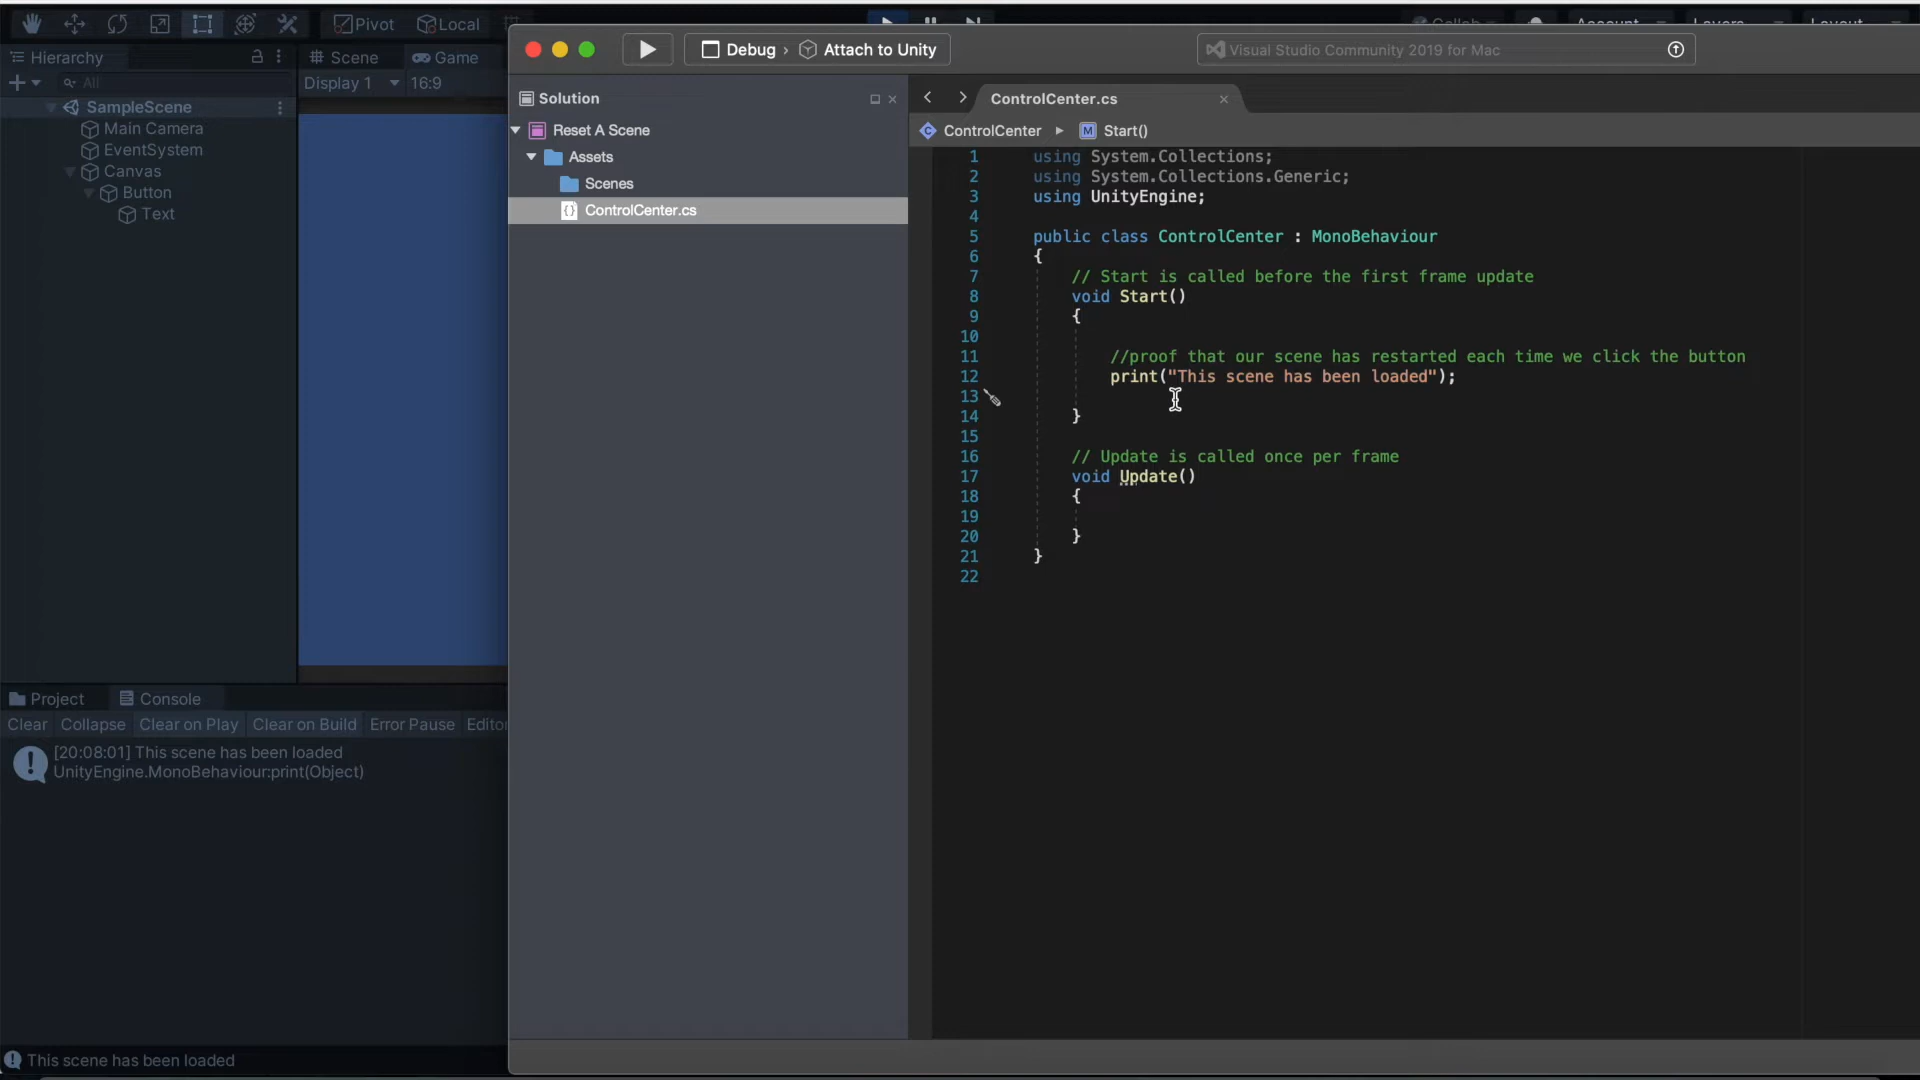 Pivot
Local
Collab
Account
Layers
Layout
Hierarchy
Scene
Game
All
Display 1
16:9
SampleScene
Main Camera
EventSystem
Canvas
Button
Text
Project
Console
Clear
Collapse
Clear on Play
Clear on Build
Error Pause
Editor
[20:08:01] This scene has been loaded
UnityEngine.MonoBehaviour:print(Object)
This scene has been loaded
Debug › Attach to Unity
Visual Studio Community 2019 for Mac
Solution
Reset A Scene
Assets
Scenes
ControlCenter.cs
ControlCenter.cs
ControlCenter
Start()
1 using System.Collections;
2 using System.Collections.Generic;
3 using UnityEngine;
4
5 public class ControlCenter : MonoBehaviour
6 {
7 // Start is called before the first frame update
8 void Start()
9 {
10
11 //proof that our scene has restarted each time we click the button
12 print("This scene has been loaded");
13
14 }
15
16 // Update is called once per frame
17 void Update()
18 {
19
20 }
21 }
22